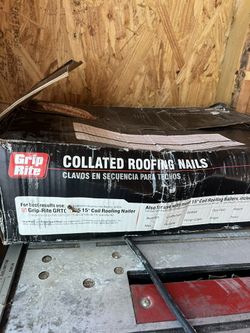 Grip
Rite
COLLATED ROOFING NAILS
CLAVOS EN SECUENCIA PARA TECHOS
For best results use
Grip-Rite GRTC 15° Coil Roofing Nailer
Also for use with most 15° Coil Roofing Nailers,